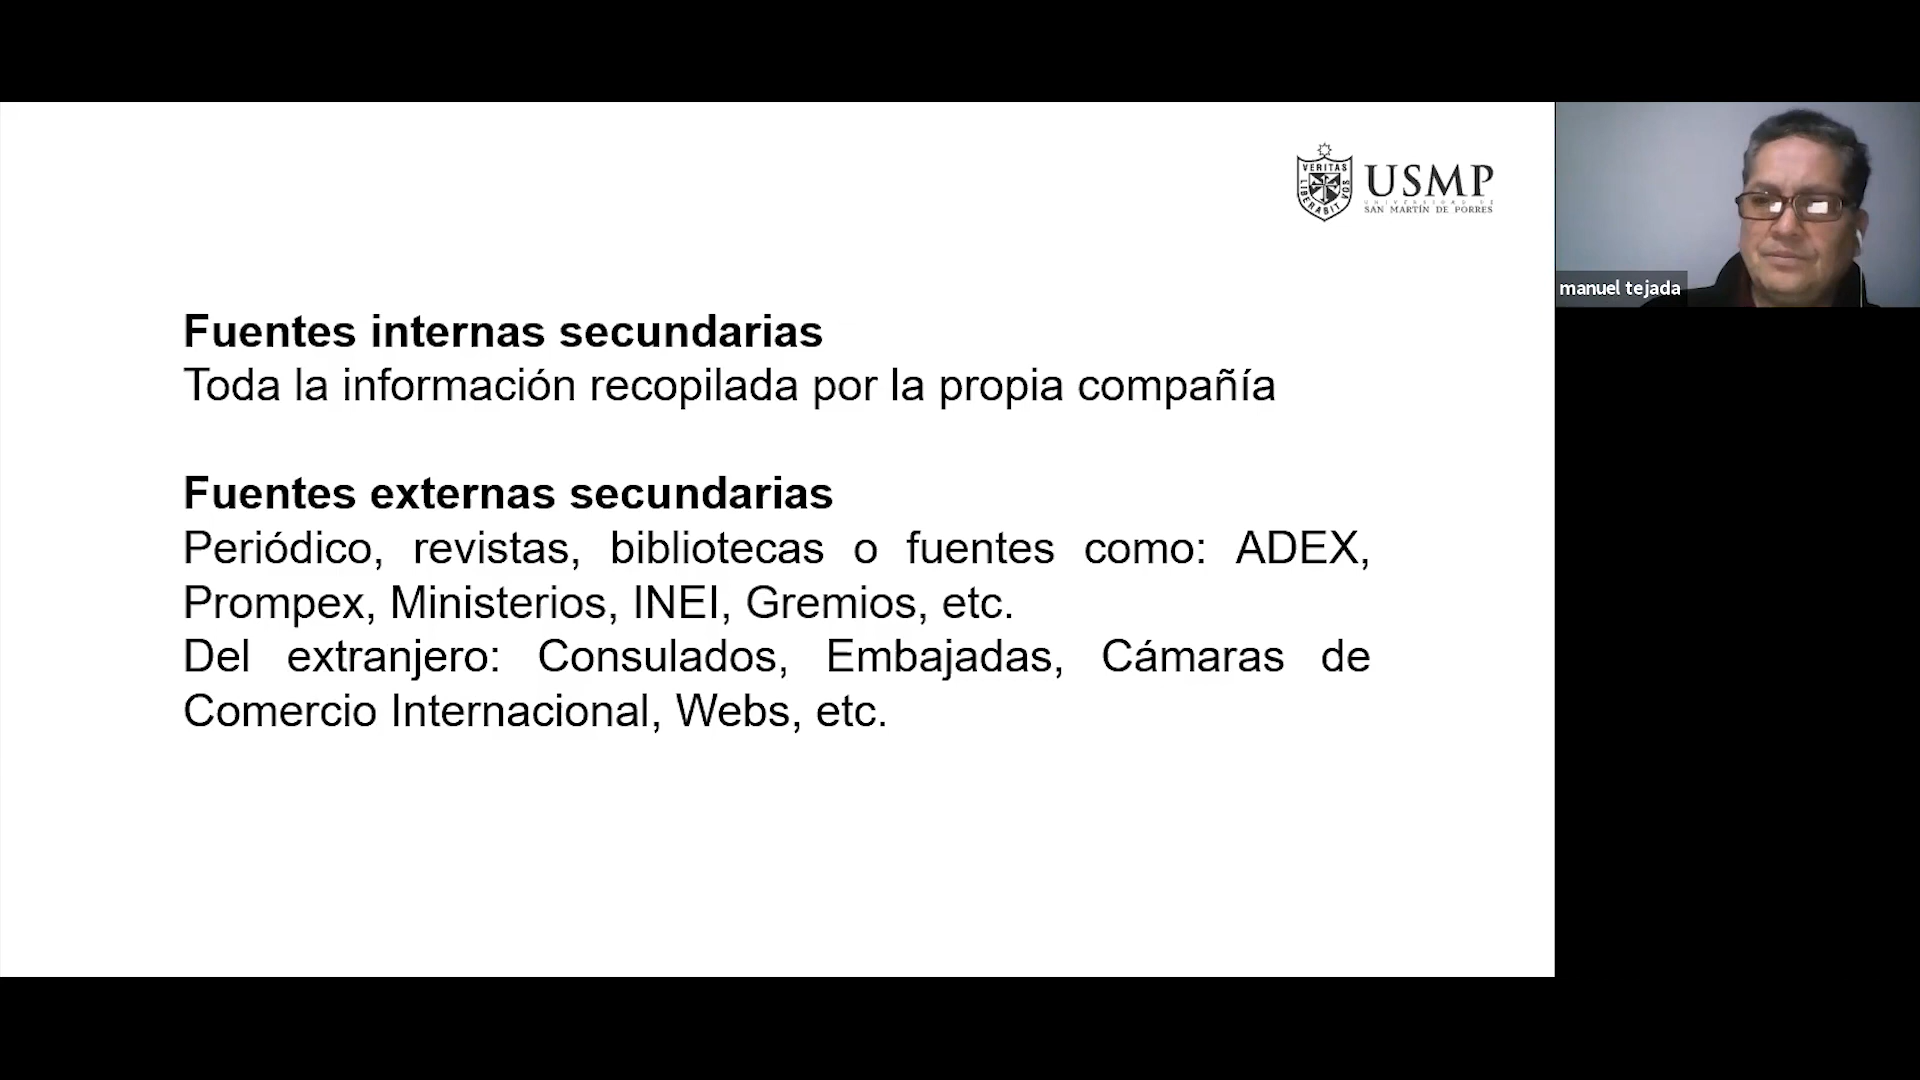 VERITAS
LIBERABIT VOS
USMP
UNIVERSIDAD DE
SAN MARTÍN DE PORRES
manuel tejada
Fuentes internas secundarias
Toda la información recopilada por la propia compañía
Fuentes externas secundarias
Periódico, revistas, bibliotecas o fuentes como: ADEX,
Prompex, Ministerios, INEI, Gremios, etc.
Del extranjero: Consulados, Embajadas, Cámaras de
Comercio Internacional, Webs, etc.